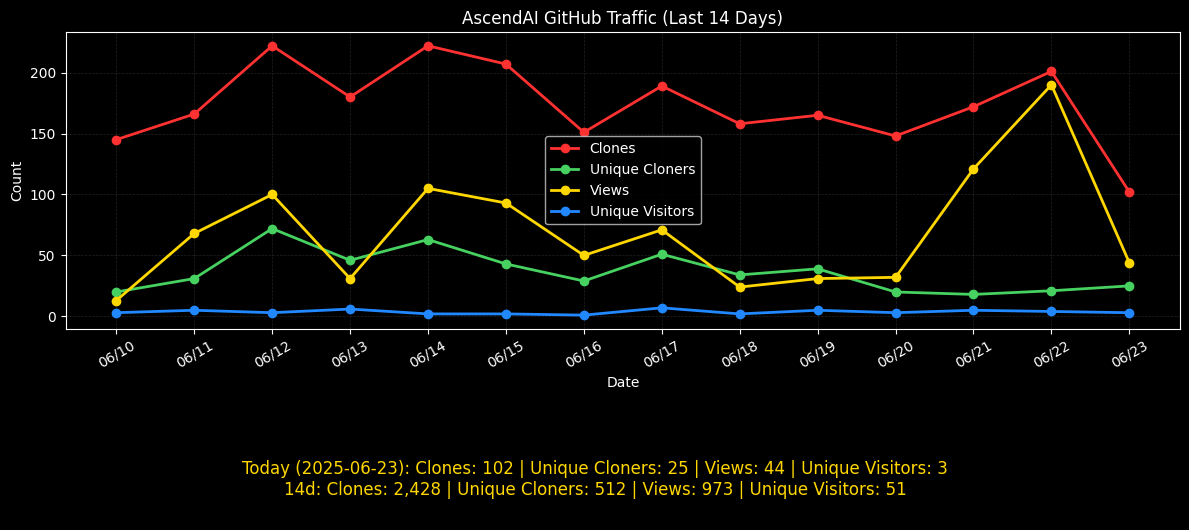 AscendAI GitHub Traffic (Last 14 Days)
Count
200
150
100
50
0
Clones
Unique Cloners
Views
Unique Visitors
06/10 06/11 06/12 06/13 06/14 06/15 06/16 06/17 06/18 06/19 06/20 06/21 06/22 06/23
Date
Today (2025-06-23): Clones: 102 | Unique Cloners: 25 | Views: 44 | Unique Visitors: 3
14d: Clones: 2,428 | Unique Cloners: 512 | Views: 973 | Unique Visitors: 51